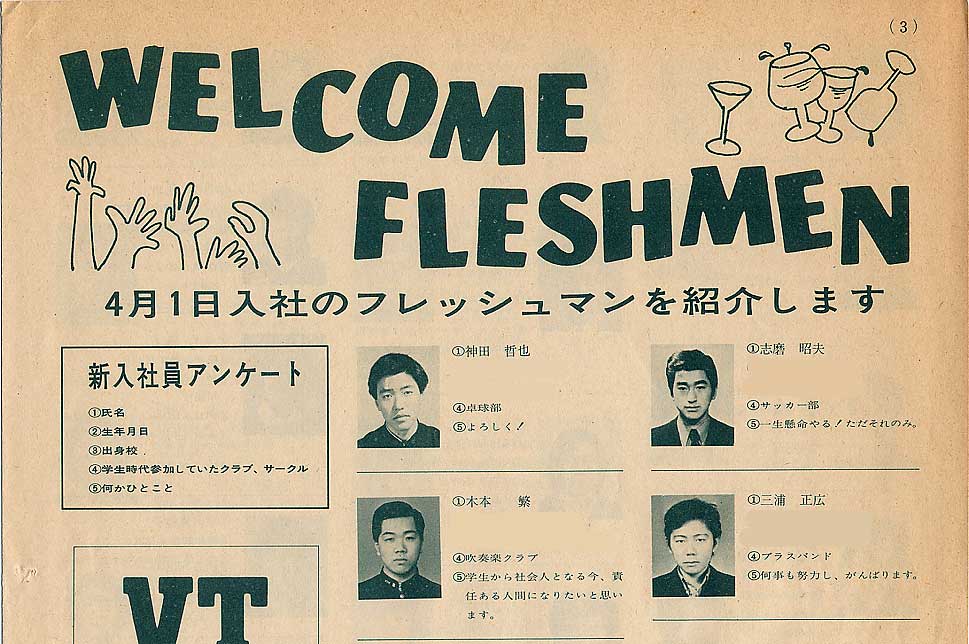 (3)
WELCOME
FLESHMEN
4月1日入社のフレッシュマンを紹介します
新入社員アンケート
①氏名
②生年月日
③出身校
④学生時代参加していたクラブ、サークル
⑤何かひとこと
①神田 哲也
④卓球部
⑤よろしく!
①志磨 昭夫
④サッカー部
⑤一生懸命やる!ただそれのみ。
①木本 繁
④吹奏楽クラブ
⑤学生から社会人となる今、責
任ある人間になりたいと思い
ます。
①三浦 正広
④ブラスバンド
⑤何事も努力し、がんばります。
VT